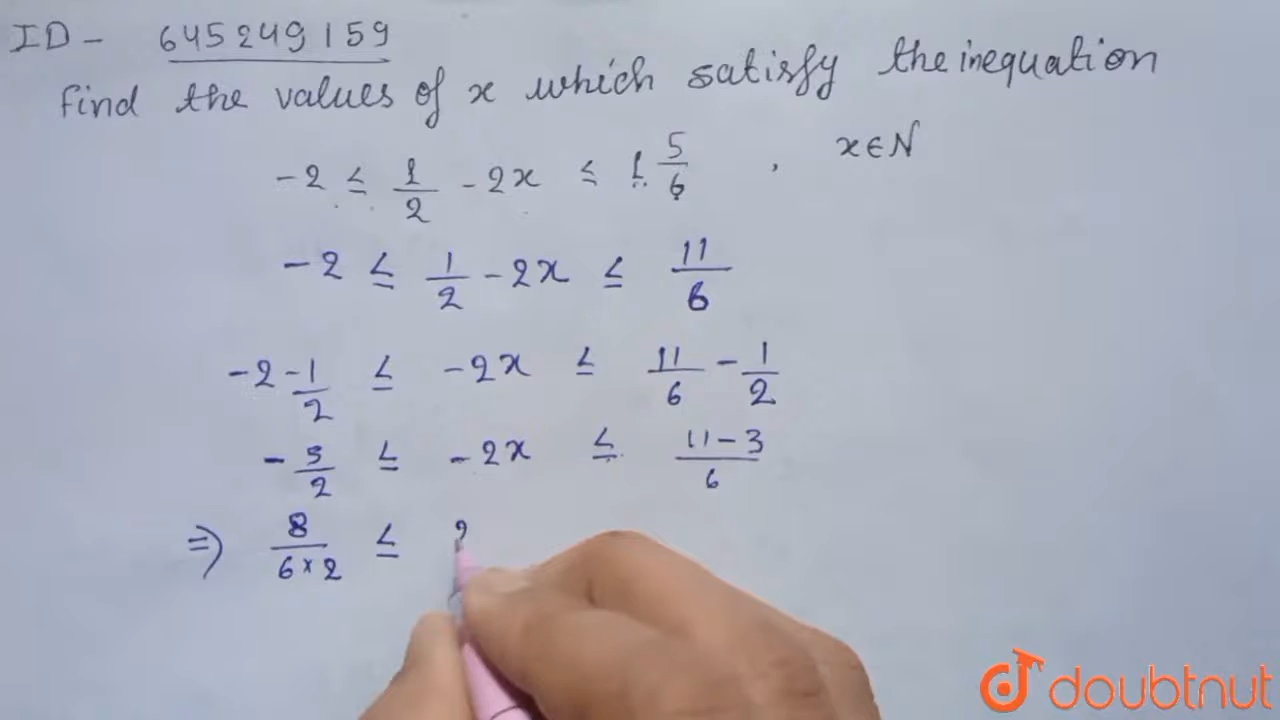 ID - 645249159
find the values of x which satisfy the inequation
-2 ≤ 1/2 - 2x ≤ 1 5/6 , x ∈ N
-2 ≤ 1/2 - 2x ≤ 11/6
-2 - 1/2 ≤ -2x ≤ 11/6 - 1/2
-5/2 ≤ -2x ≤ (11-3)/6
⇒ 8/(6×2) ≤
doubtnut